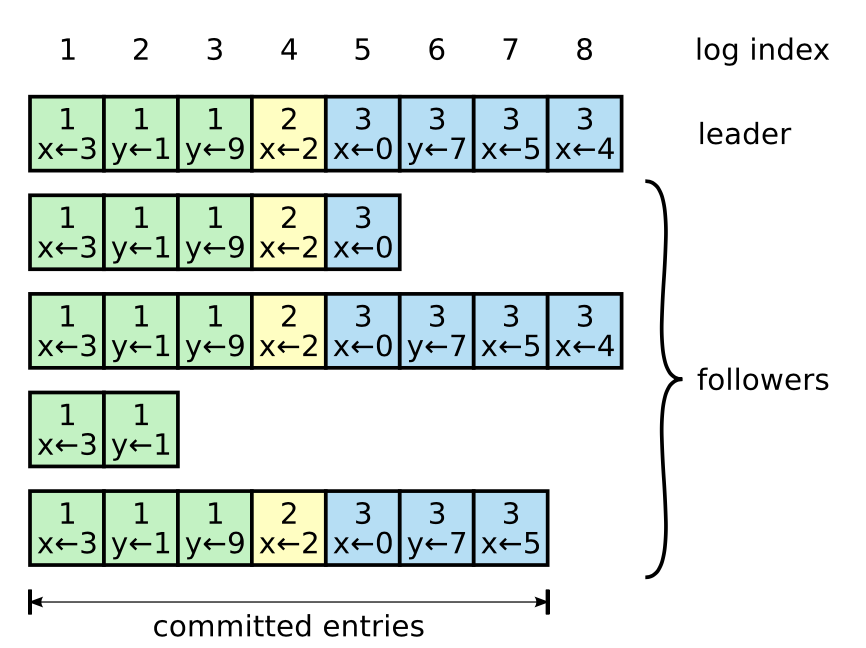 1 2 3 4 5 6 7 8 log index
1 1 1 2 3 3 3 3
x←3 y←1 y←9 x←2 x←0 y←7 x←5 x←4
leader
1 1 1 2 3
x←3 y←1 y←9 x←2 x←0
1 1 1 2 3 3 3 3
x←3 y←1 y←9 x←2 x←0 y←7 x←5 x←4
followers
1 1
x←3 y←1
1 1 1 2 3 3 3
x←3 y←1 y←9 x←2 x←0 y←7 x←5
committed entries